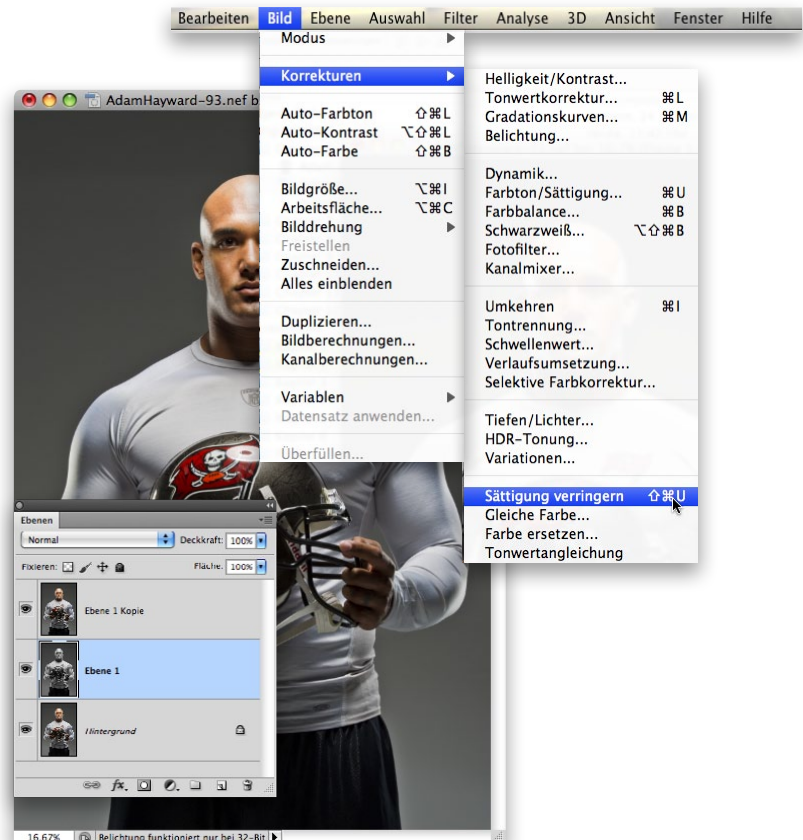 Bearbeiten Bild Ebene Auswahl Filter Analyse 3D Ansicht Fenster Hilfe
Modus
Korrekturen
Auto-Farbton ⇧⌘L
Auto-Kontrast ⌥⇧⌘L
Auto-Farbe ⇧⌘B
Bildgröße... ⌥⌘I
Arbeitsfläche... ⌥⌘C
Bilddrehung
Freistellen
Zuschneiden...
Alles einblenden
Duplizieren...
Bildberechnungen...
Kanalberechnungen...
Variablen
Datensatz anwenden...
Überfüllen...
Helligkeit/Kontrast...
Tonwertkorrektur... ⌘L
Gradationskurven... ⌘M
Belichtung...
Dynamik...
Farbton/Sättigung... ⌘U
Farbbalance... ⌘B
Schwarzweiß... ⌥⇧⌘B
Fotofilter...
Kanalmixer...
Umkehren ⌘I
Tontrennung...
Schwellenwert...
Verlaufsumsetzung...
Selektive Farbkorrektur...
Tiefen/Lichter...
HDR-Tonung...
Variationen...
Sättigung verringern ⇧⌘U
Gleiche Farbe...
Farbe ersetzen...
Tonwertangleichung
AdamHayward-93.nef b
Ebenen
Normal Deckkraft: 100%
Fixieren: Fläche: 100%
Ebene 1 Kopie
Ebene 1
Hintergrund
fx.
16,67% Belichtung funktioniert nur bei 32-Bit